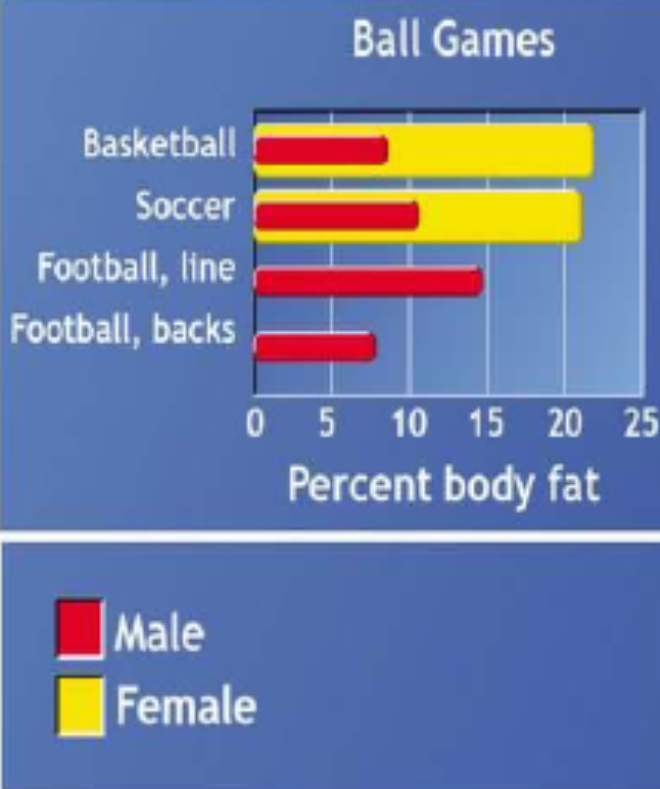 Ball Games
Basketball
Soccer
Football, line
Football, backs
0 5 10 15 20 25
Percent body fat
Male
Female